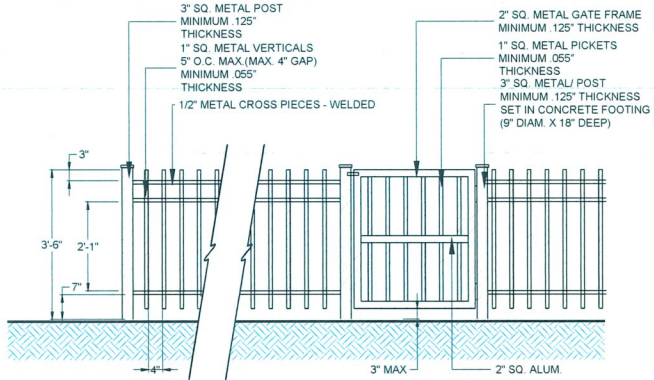 3" SQ. METAL POST
MINIMUM .125"
THICKNESS
1" SQ. METAL VERTICALS
5" O.C. MAX.(MAX. 4" GAP)
MINIMUM .055"
THICKNESS
1/2" METAL CROSS PIECES - WELDED
2" SQ. METAL GATE FRAME
MINIMUM .125" THICKNESS
1" SQ. METAL PICKETS
MINIMUM .055"
THICKNESS
3" SQ. METAL/ POST
MINIMUM .125" THICKNESS
SET IN CONCRETE FOOTING
(9" DIAM. X 18" DEEP)
3"
3'-6"
2'-1"
7"
4"
3" MAX
2" SQ. ALUM.